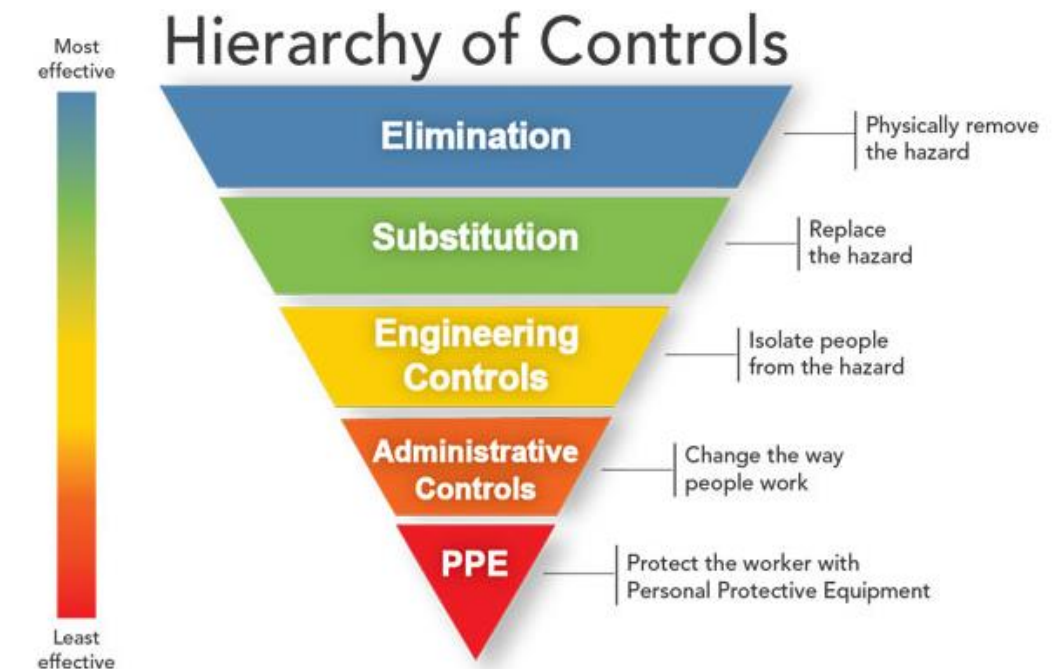 Hierarchy of Controls
Most
effective
Elimination
Physically remove
the hazard
Substitution
Replace
the hazard
Engineering
Controls
Isolate people
from the hazard
Administrative
Controls
Change the way
people work
PPE
Protect the worker with
Personal Protective Equipment
Least
effective